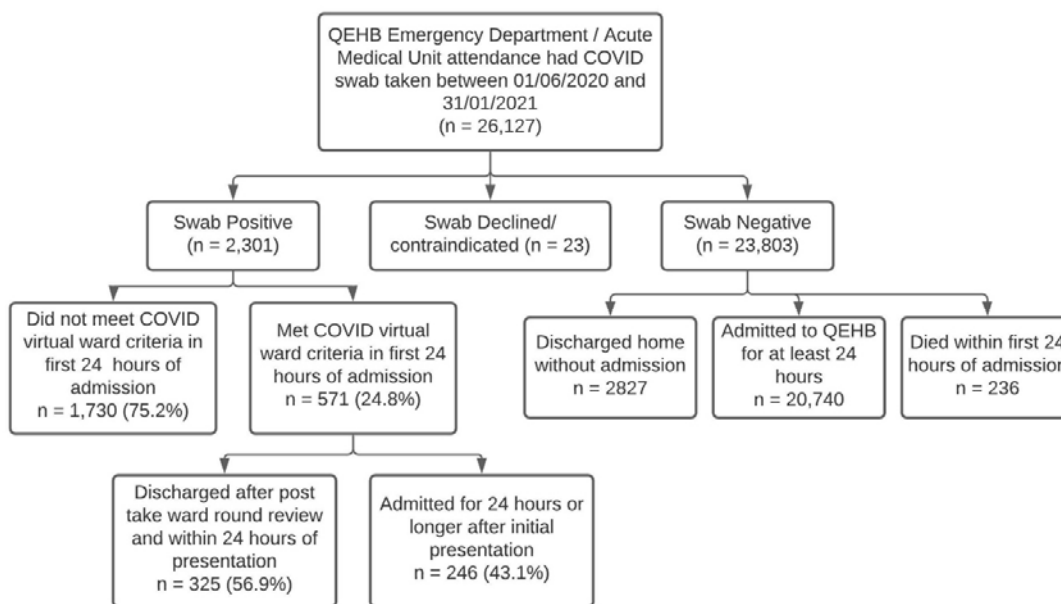 QEHB Emergency Department / Acute
Medical Unit attendance had COVID
swab taken between 01/06/2020 and
31/01/2021
(n = 26,127)
Swab Positive
(n = 2,301)
Swab Declined/
contraindicated (n = 23)
Swab Negative
(n = 23,803)
Did not meet COVID
virtual ward criteria in
first 24 hours of
admission
n = 1,730 (75.2%)
Met COVID virtual
ward criteria in first 24
hours of admission
n = 571 (24.8%)
Discharged home
without admission
n = 2827
Admitted to QEHB
for at least 24
hours
n = 20,740
Died within first 24
hours of admission
n = 236
Discharged after post
take ward round review
and within 24 hours of
presentation
n = 325 (56.9%)
Admitted for 24 hours or
longer after initial
presentation
n = 246 (43.1%)